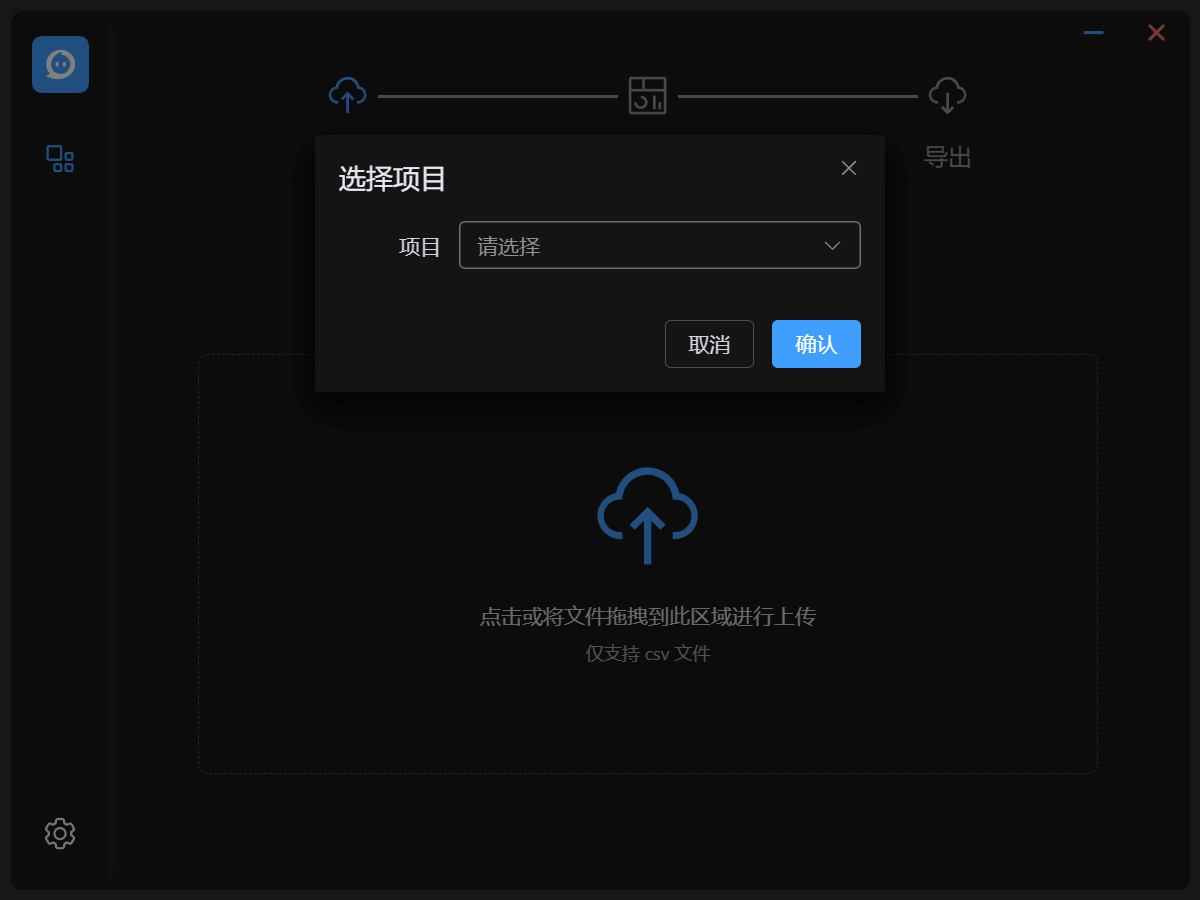 导出
选择项目
项目 请选择
取消 确认
点击或将文件拖拽到此区域进行上传
仅支持 csv 文件